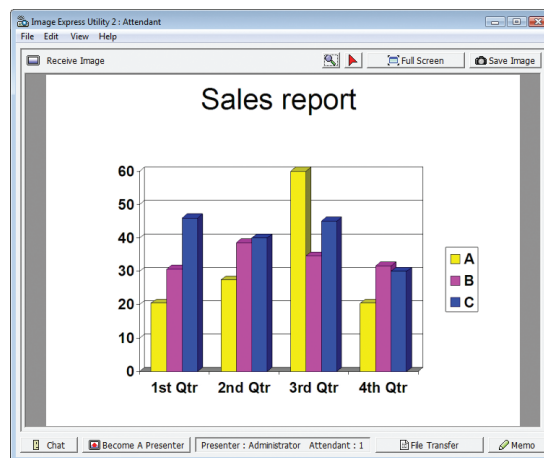 Image Express Utility 2 : Attendant
File Edit View Help
Receive Image Full Screen Save Image
Sales report
60
50
40
30
20
10
0
A
B
C
1st Qtr 2nd Qtr 3rd Qtr 4th Qtr
Chat Become A Presenter Presenter : Administrator Attendant : 1 File Transfer Memo